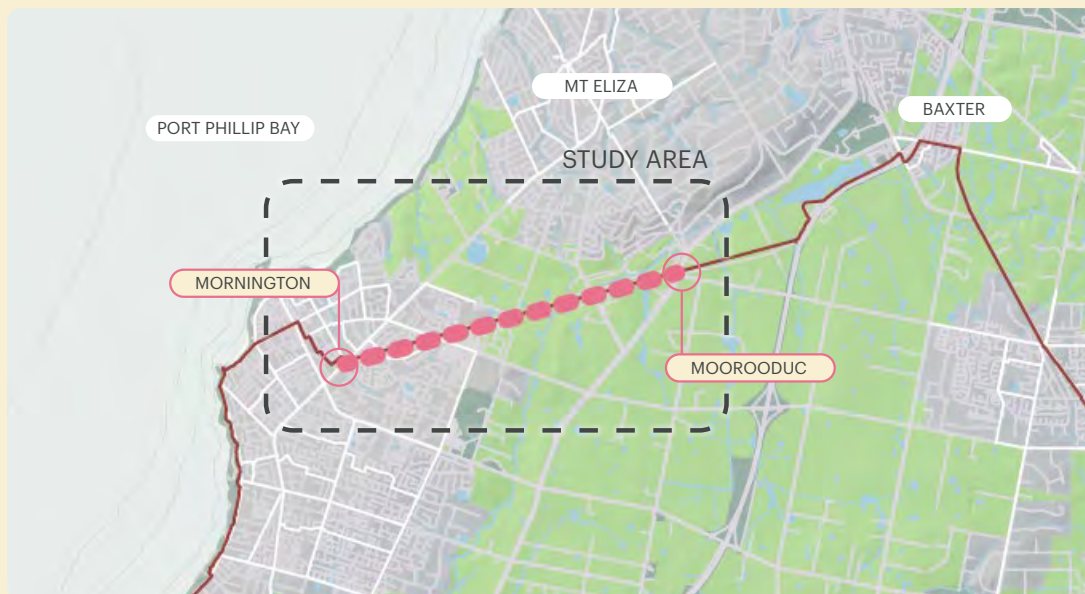 MT ELIZA
BAXTER
PORT PHILLIP BAY
STUDY AREA
MORNINGTON
MOOROODUC